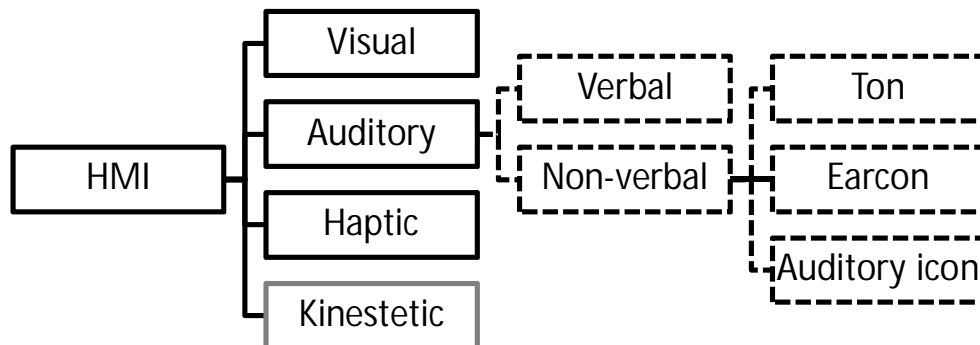 HMI
Visual
Auditory
Haptic
Kinestetic
Verbal
Non-verbal
Ton
Earcon
Auditory icon